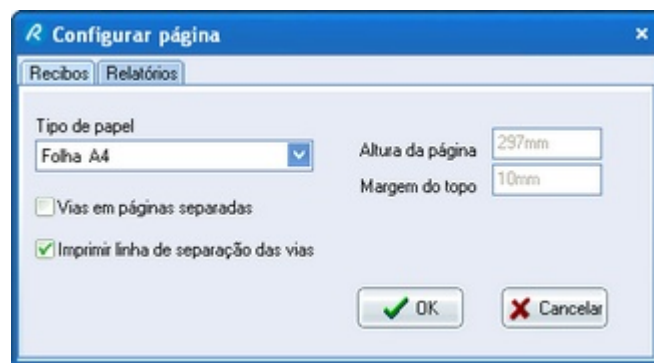 Configurar página
Recibos Relatórios
Tipo de papel
Folha A4
Altura da página 297mm
Margem do topo 10mm
Vias em páginas separadas
Imprimir linha de separação das vias
OK Cancelar